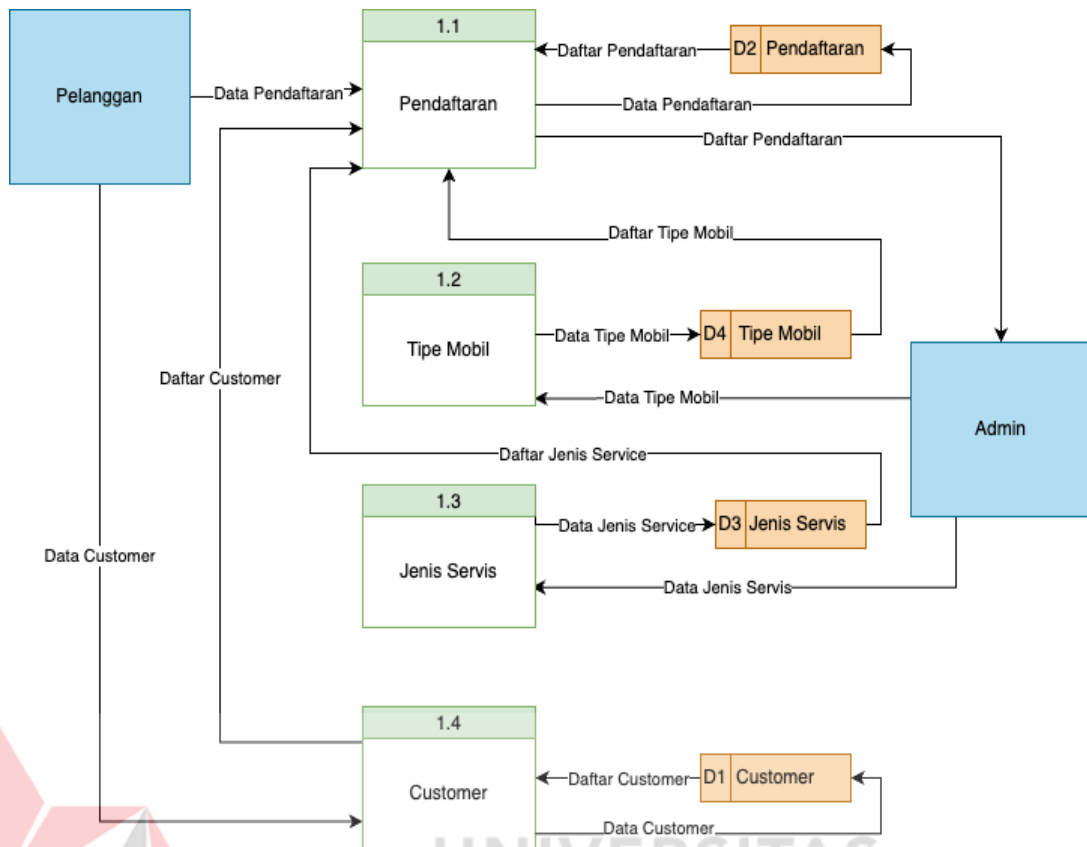 1.1
Pelanggan
Data Pendaftaran
Pendaftaran
Daftar Pendaftaran
D2 Pendaftaran
Data Pendaftaran
Daftar Pendaftaran
Daftar Tipe Mobil
1.2
Tipe Mobil
Data Tipe Mobil
D4 Tipe Mobil
Daftar Customer
Data Tipe Mobil
Admin
Daftar Jenis Service
1.3
Jenis Servis
Data Jenis Service
D3 Jenis Servis
Data Customer
Data Jenis Servis
1.4
Customer
Daftar Customer
D1 Customer
Data Customer
UNIVERSITAS